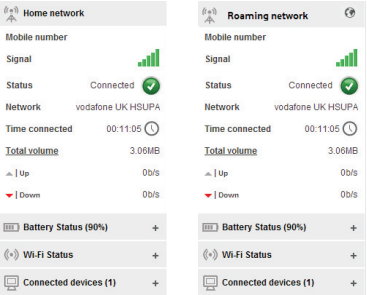 Home network
Mobile number
Signal
Status Connected
Network vodafone UK HSUPA
Time connected 00:11:05
Total volume 3.06MB
| Up 0b/s
| Down 0b/s
Battery Status (90%) +
Wi-Fi Status +
Connected devices (1) +
Roaming network
Mobile number
Signal
Status Connected
Network vodafone UK HSUPA
Time connected 00:11:05
Total volume 3.06MB
| Up 0b/s
| Down 0b/s
Battery Status (90%) +
Wi-Fi Status +
Connected devices (1) +